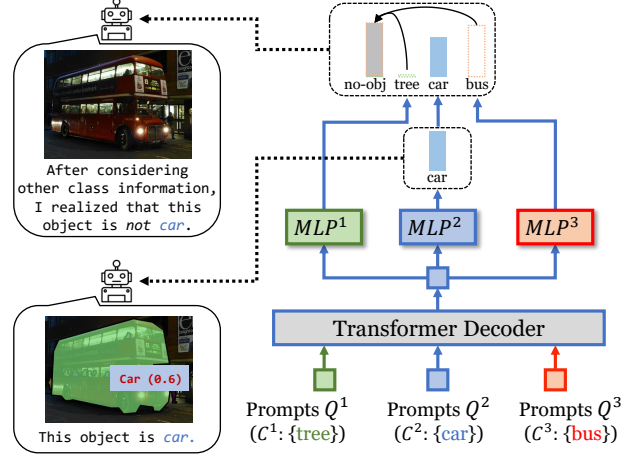 no-obj tree car bus
After considering
other class information,
I realized that this
object is not car.
car
MLP¹ MLP² MLP³
Transformer Decoder
Car (0.6)
This object is car.
Prompts Q¹ Prompts Q² Prompts Q³
(C¹: {tree}) (C²: {car}) (C³: {bus})